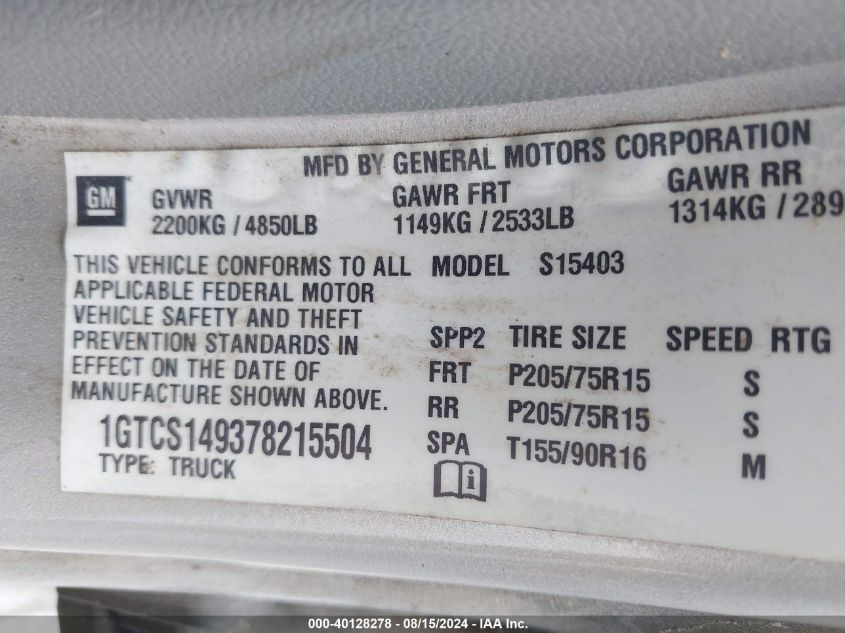 MFD BY GENERAL MOTORS CORPORATION
GM
GVWR GAWR FRT GAWR RR
2200KG / 4850LB 1149KG / 2533LB 1314KG / 289
THIS VEHICLE CONFORMS TO ALL
APPLICABLE FEDERAL MOTOR
VEHICLE SAFETY AND THEFT
PREVENTION STANDARDS IN
EFFECT ON THE DATE OF
MANUFACTURE SHOWN ABOVE.
1GTCS149378215504
TYPE: TRUCK
MODEL S15403
SPP2 TIRE SIZE SPEED RTG
FRT P205/75R15 S
RR P205/75R15 S
SPA T155/90R16 M
i
000-40128278 - 08/15/2024 - IAA Inc.